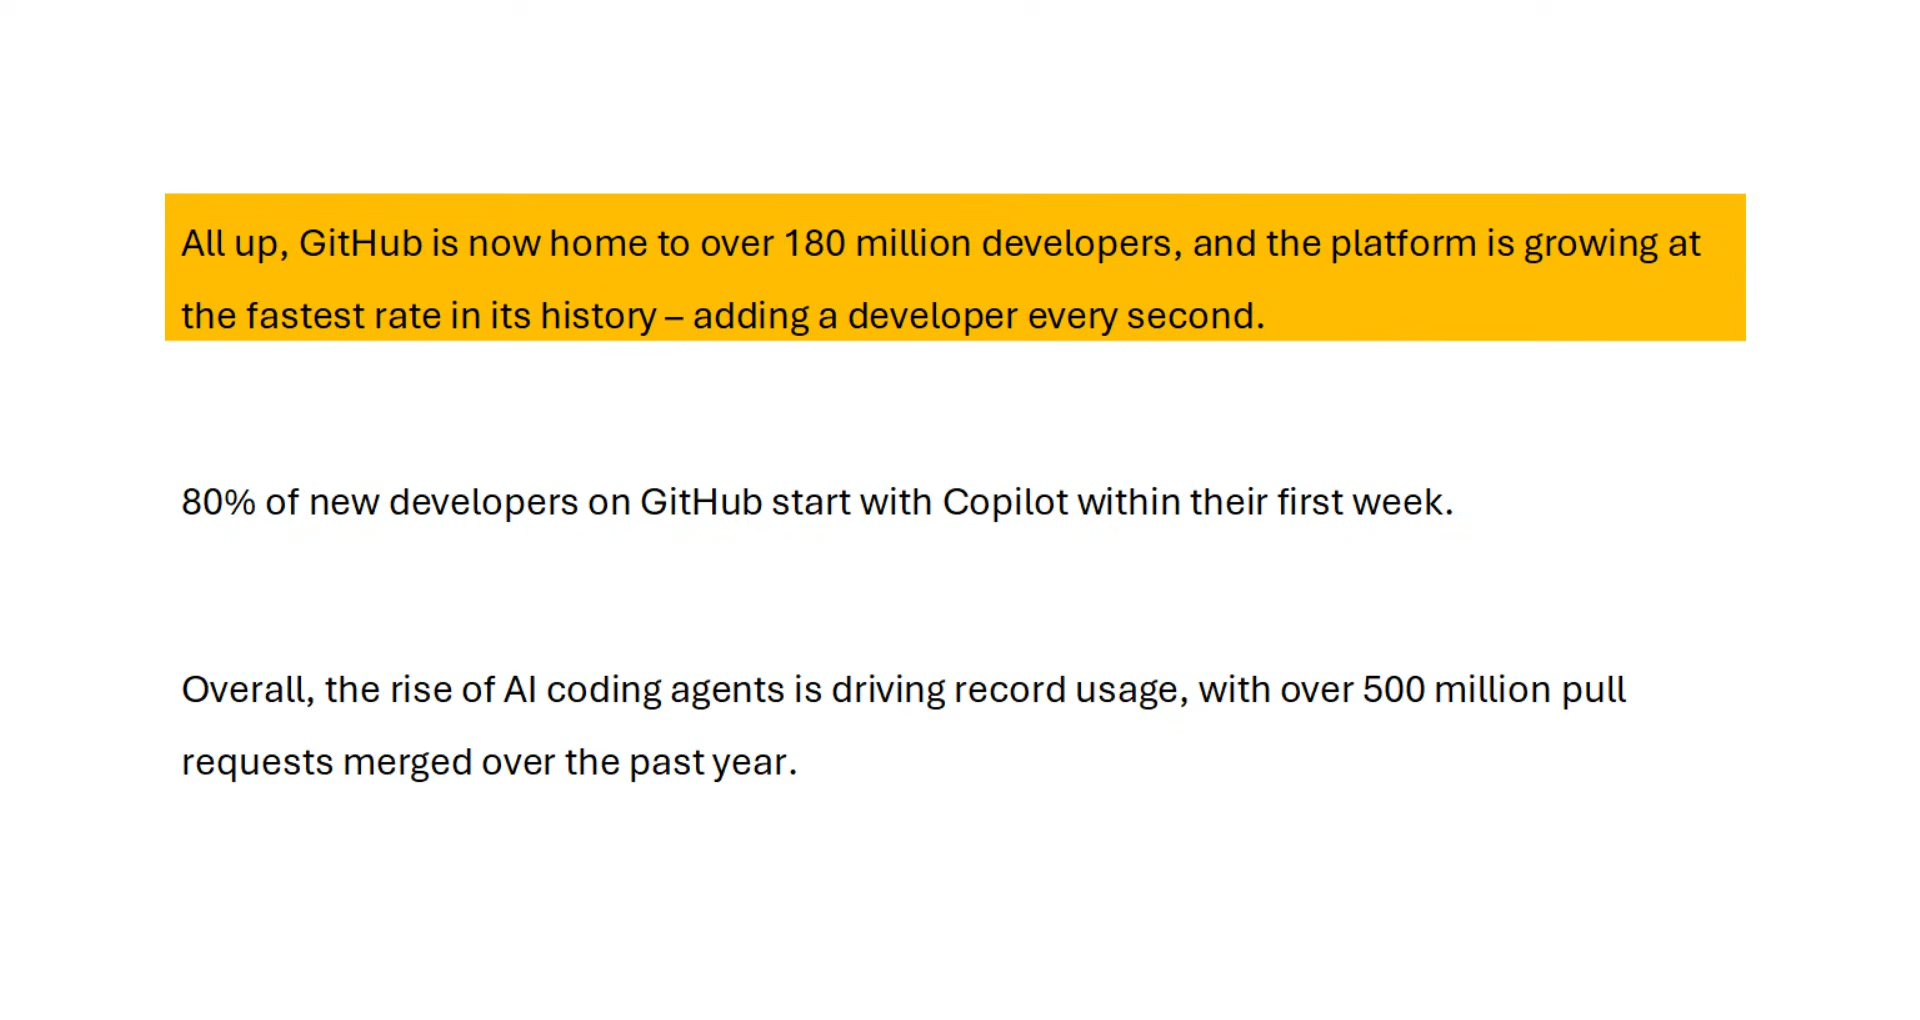 All up, GitHub is now home to over 180 million developers, and the platform is growing at
the fastest rate in its history – adding a developer every second.
80% of new developers on GitHub start with Copilot within their first week.
Overall, the rise of AI coding agents is driving record usage, with over 500 million pull
requests merged over the past year.